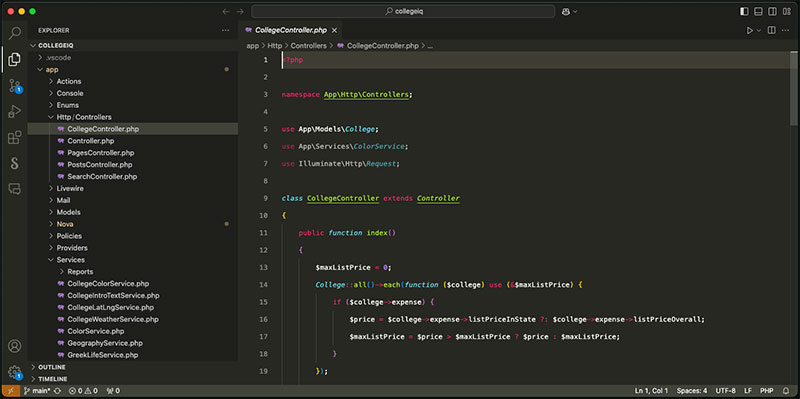 collegeiq
EXPLORER
...
CollegeController.php
COLLEGEIQ
app > Http > Controllers > CollegeController.php > ...
.vscode
app
Actions
Console
Enums
Http / Controllers
CollegeController.php
Controller.php
PagesController.php
PostsController.php
SearchController.php
Livewire
Mail
Models
Nova
Policies
Providers
Services
Reports
CollegeColorService.php
CollegeIntroTextService.php
CollegeLatLngService.php
CollegeWeatherService.php
ColorService.php
GeographyService.php
GreekLifeService.php
OUTLINE
TIMELINE
1
1
1 <?php
2
3 namespace App\Http\Controllers;
4
5 use App\Models\College;
6 use App\Services\ColorService;
7 use Illuminate\Http\Request;
8
9 class CollegeController extends Controller
10 {
11 public function index()
12 {
13 $maxListPrice = 0;
14 College::all()->each(function ($college) use (&$maxListPrice) {
15 if ($college->expense) {
16 $price = $college->expense->listPriceInState ?: $college->expense->listPriceOverall;
17 $maxListPrice = $price > $maxListPrice ? $price : $maxListPrice;
18 }
19 });
main* 0 0 0 Ln 1, Col 1 Spaces: 4 UTF-8 LF PHP